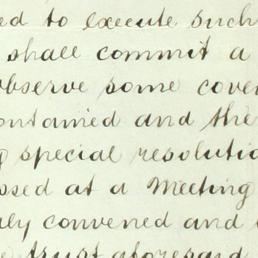 ed to execute such
shall commit a
observe some cove
ontained and the
g special resolutio
ssed at a Meeting
ly convened and
trust aforesaid